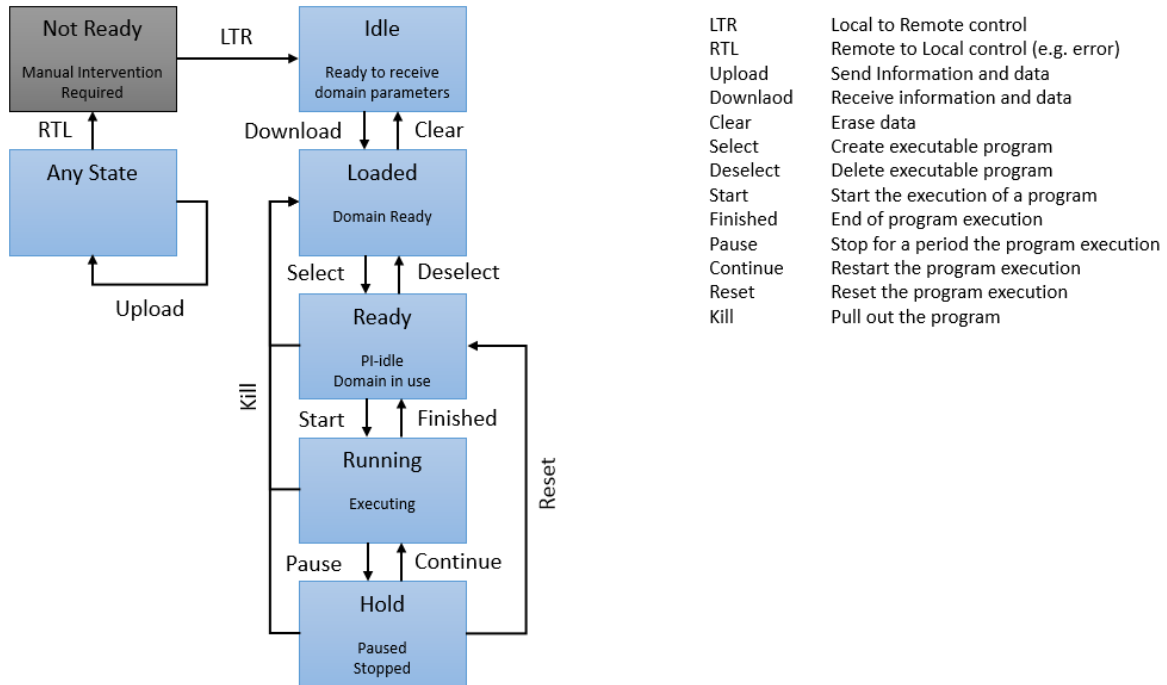 Not Ready
Manual Intervention
Required
LTR
Idle
Ready to receive
domain parameters
RTL
Download
Clear
Any State
Loaded
Domain Ready
Upload
Select
Deselect
Ready
PI-idle
Domain in use
Kill
Start
Finished
Running
Executing
Reset
Pause
Continue
Hold
Paused
Stopped
LTR Local to Remote control
RTL Remote to Local control (e.g. error)
Upload Send Information and data
Downlaod Receive information and data
Clear Erase data
Select Create executable program
Deselect Delete executable program
Start Start the execution of a program
Finished End of program execution
Pause Stop for a period the program execution
Continue Restart the program execution
Reset Reset the program execution
Kill Pull out the program